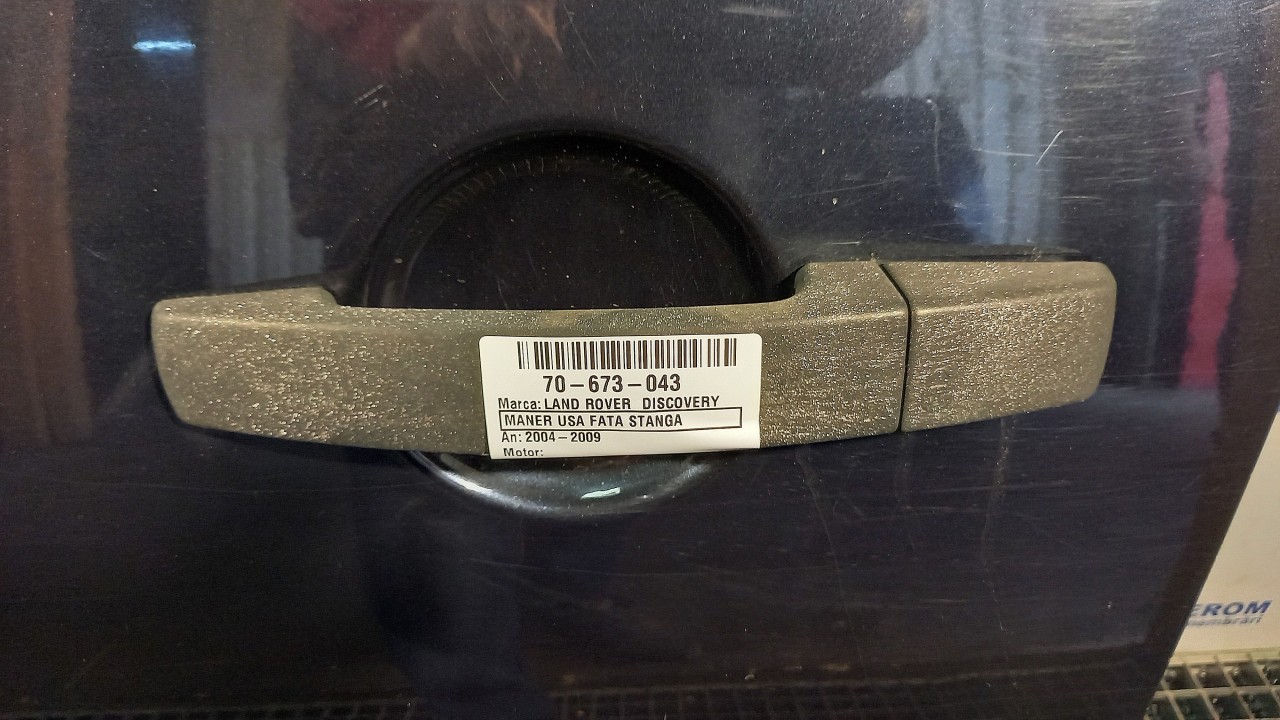 70-673-043
Marca: LAND ROVER DISCOVERY
MANER USA FATA STANGA
An: 2004-2009
Motor:
EROM